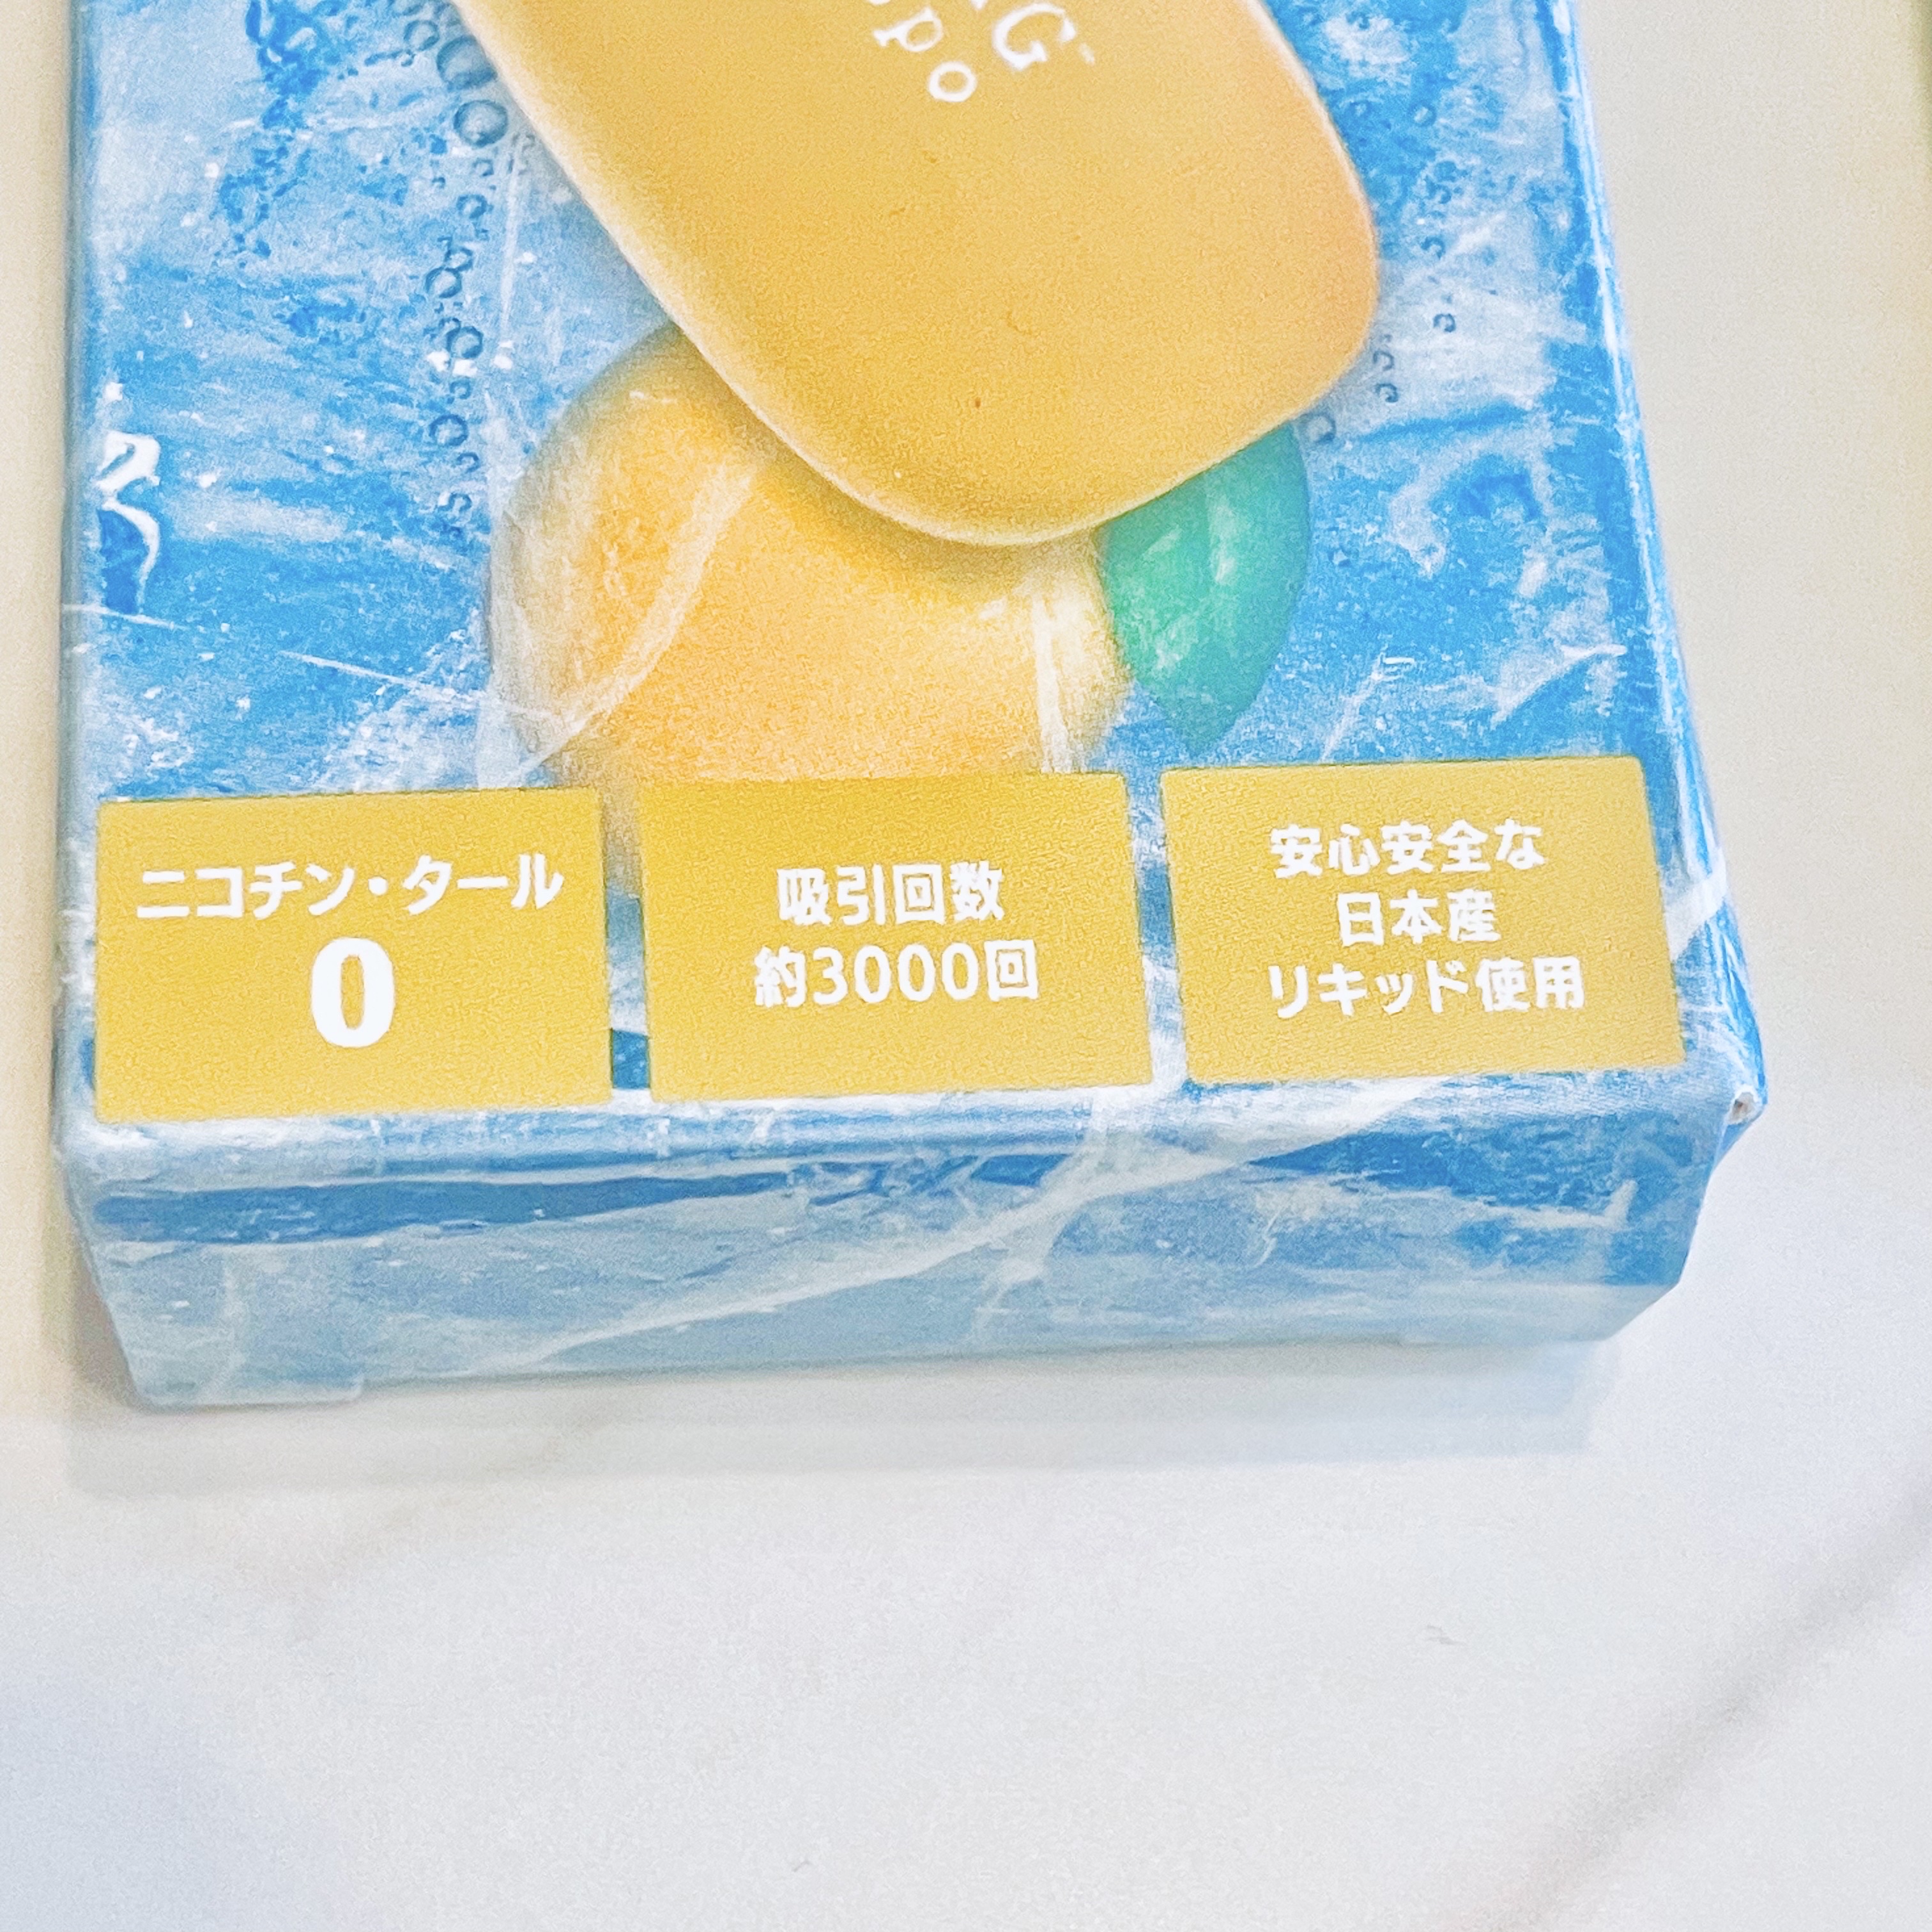 ニコチン・タール
0
吸引回数
約3000回
安心安全な
日本産
リキッド使用